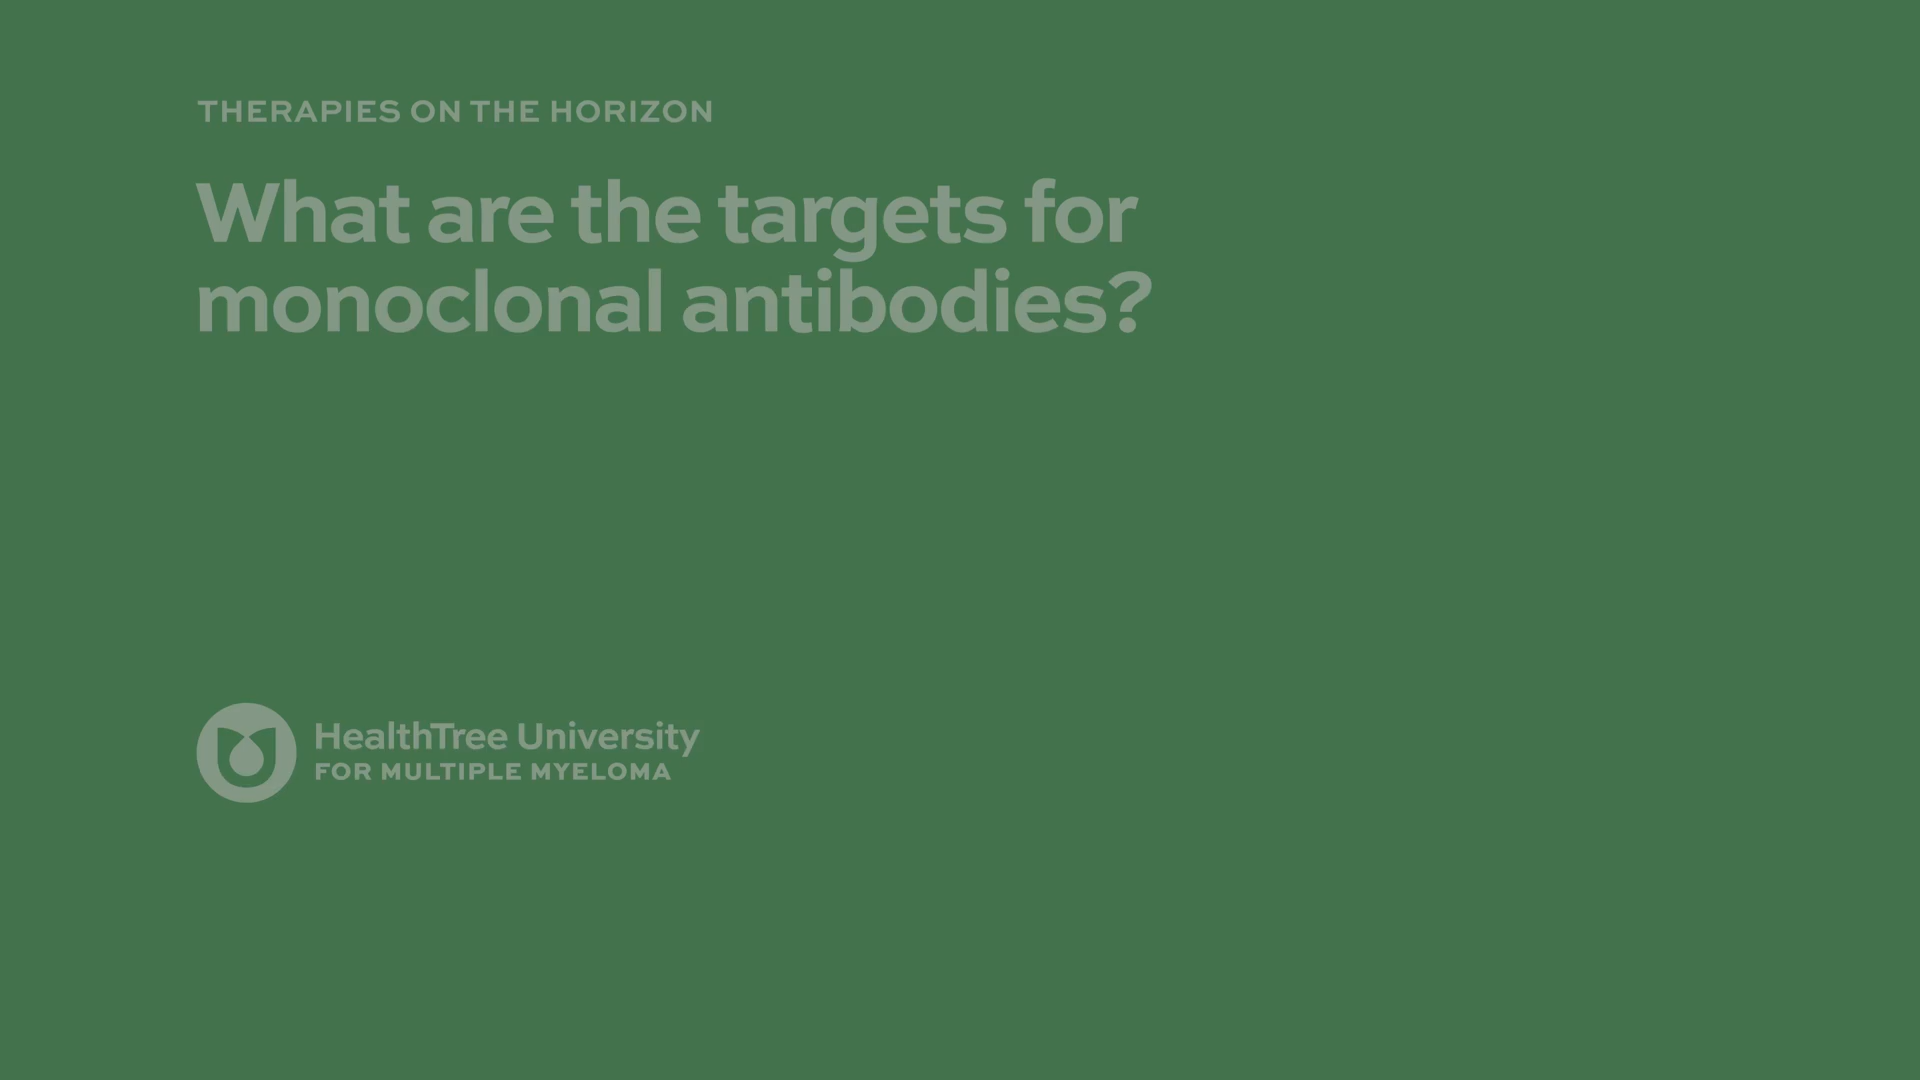 THERAPIES ON THE HORIZON
What are the targets for
monoclonal antibodies?
HealthTree University
FOR MULTIPLE MYELOMA